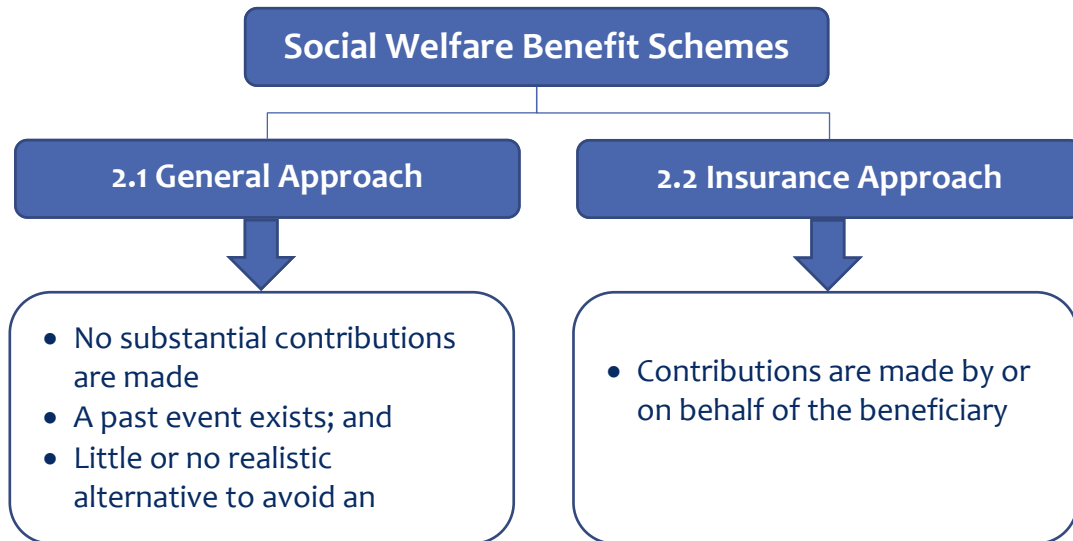 Social Welfare Benefit Schemes
2.1 General Approach
2.2 Insurance Approach
• No substantial contributions
are made
• A past event exists; and
• Little or no realistic
alternative to avoid an
• Contributions are made by or
on behalf of the beneficiary